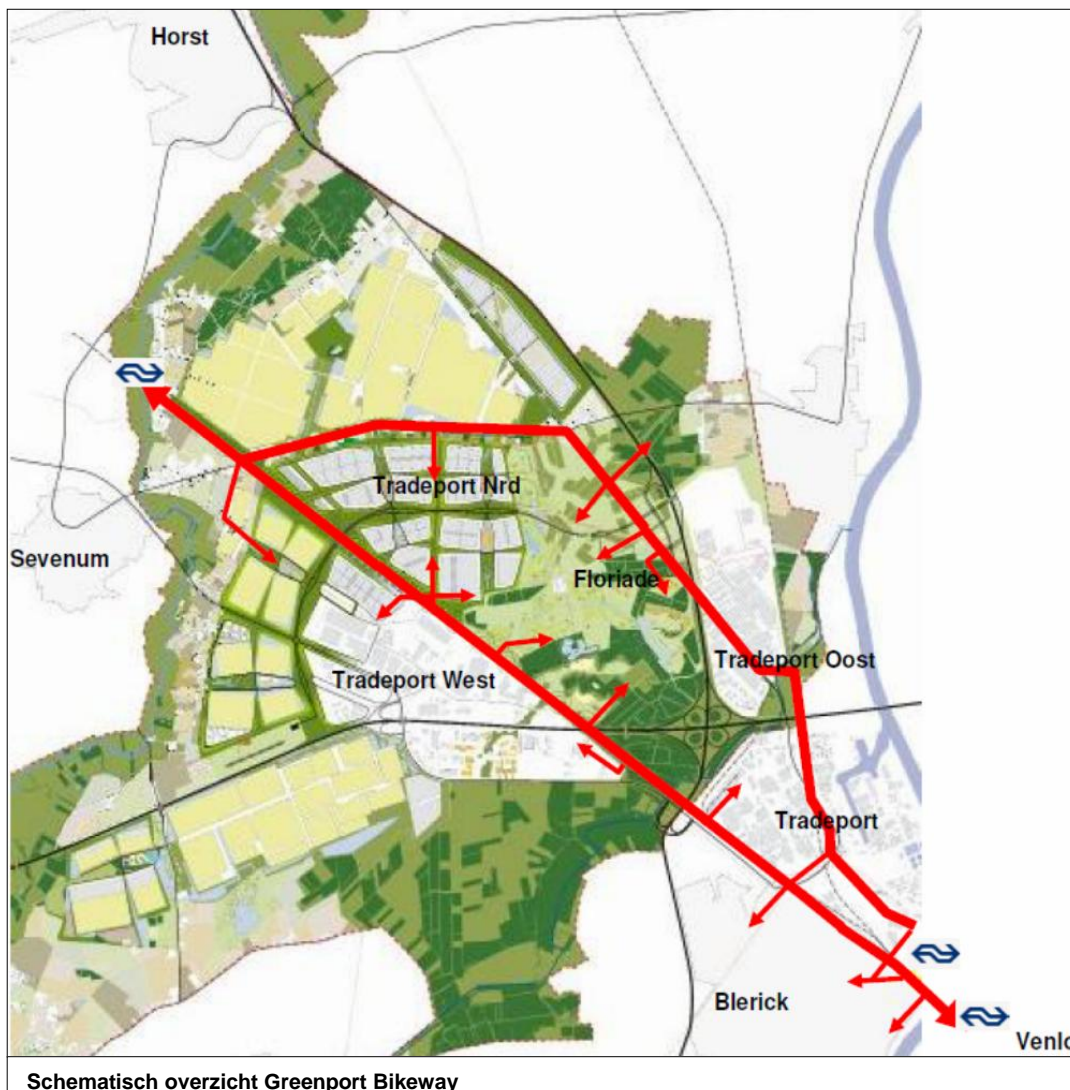 Horst
Tradeport Nrd
Sevenum
Floriade
Tradeport Oost
Tradeport West
Tradeport
Blerick
Venlo
Schematisch overzicht Greenport Bikeway